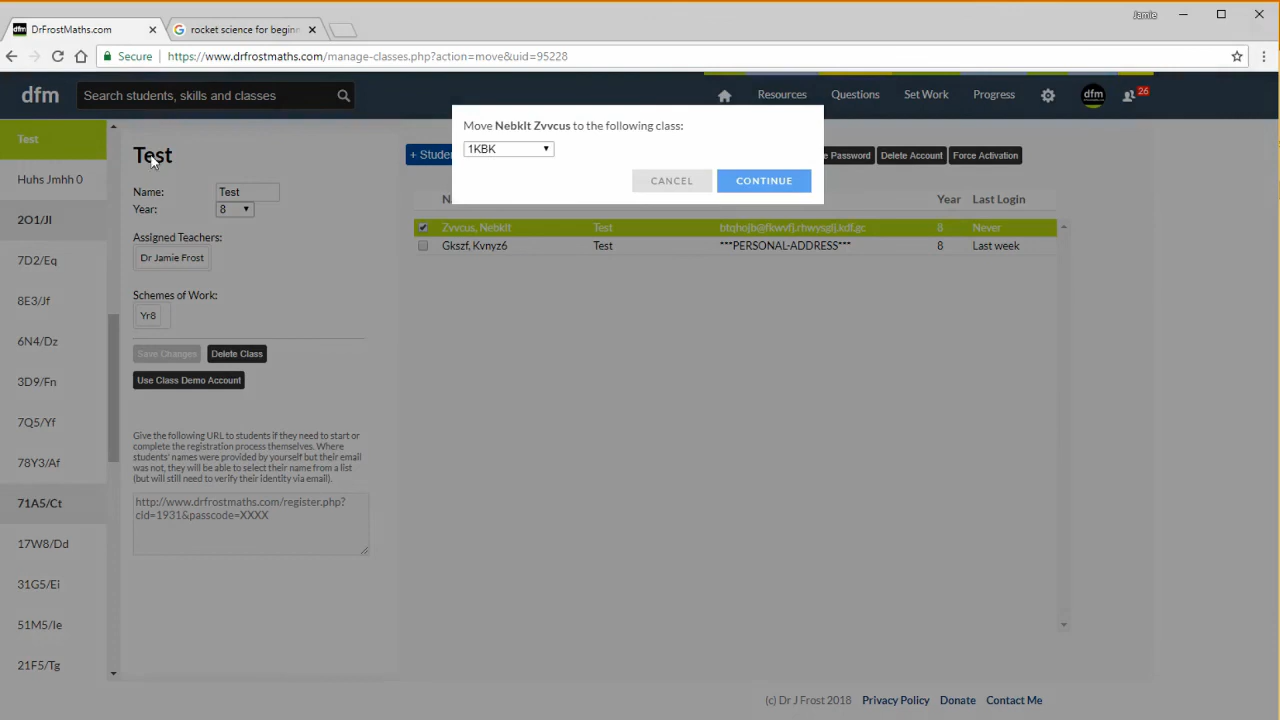 Jamie
DrFrostMaths.com
rocket science for beginn
Secure
https://www.drfrostmaths.com/manage-classes.php?action=move&uid=95228
dfm
Search students, skills and classes
Resources
Questions
Set Work
Progress
dfm
26
Test
Huhs Jmhh 0
2O1/JI
7D2/Eq
8E3/Jf
6N4/Dz
3D9/Fn
7Q5/Yf
78Y3/Af
71A5/Ct
17W8/Dd
31G5/Ei
51M5/Ie
21F5/Tg
Test
Name: Test
Year: 8
Assigned Teachers:
Dr Jamie Frost
Schemes of Work:
Yr8
Save Changes
Delete Class
Use Class Demo Account
Give the following URL to students if they need to start or
complete the registration process themselves. Where
students' names were provided by yourself but their email
was not, they will be able to select their name from a list
(but will still need to verify their identity via email).
http://www.drfrostmaths.com/register.php?
cid=1931&passcode=XXXX
Move Nebklt Zvvcus to the following class:
1KBK
CANCEL
CONTINUE
+ Stude
e Password
Delete Account
Force Activation
Year
Last Login
Zvvcus, Nebklt Test btqhojb@fkwvfj.rhwysglj.kdf.gc 8 Never
Gkszf, Kvnyz6 Test ***PERSONAL-ADDRESS*** 8 Last week
(c) Dr J Frost 2018
Privacy Policy
Donate
Contact Me